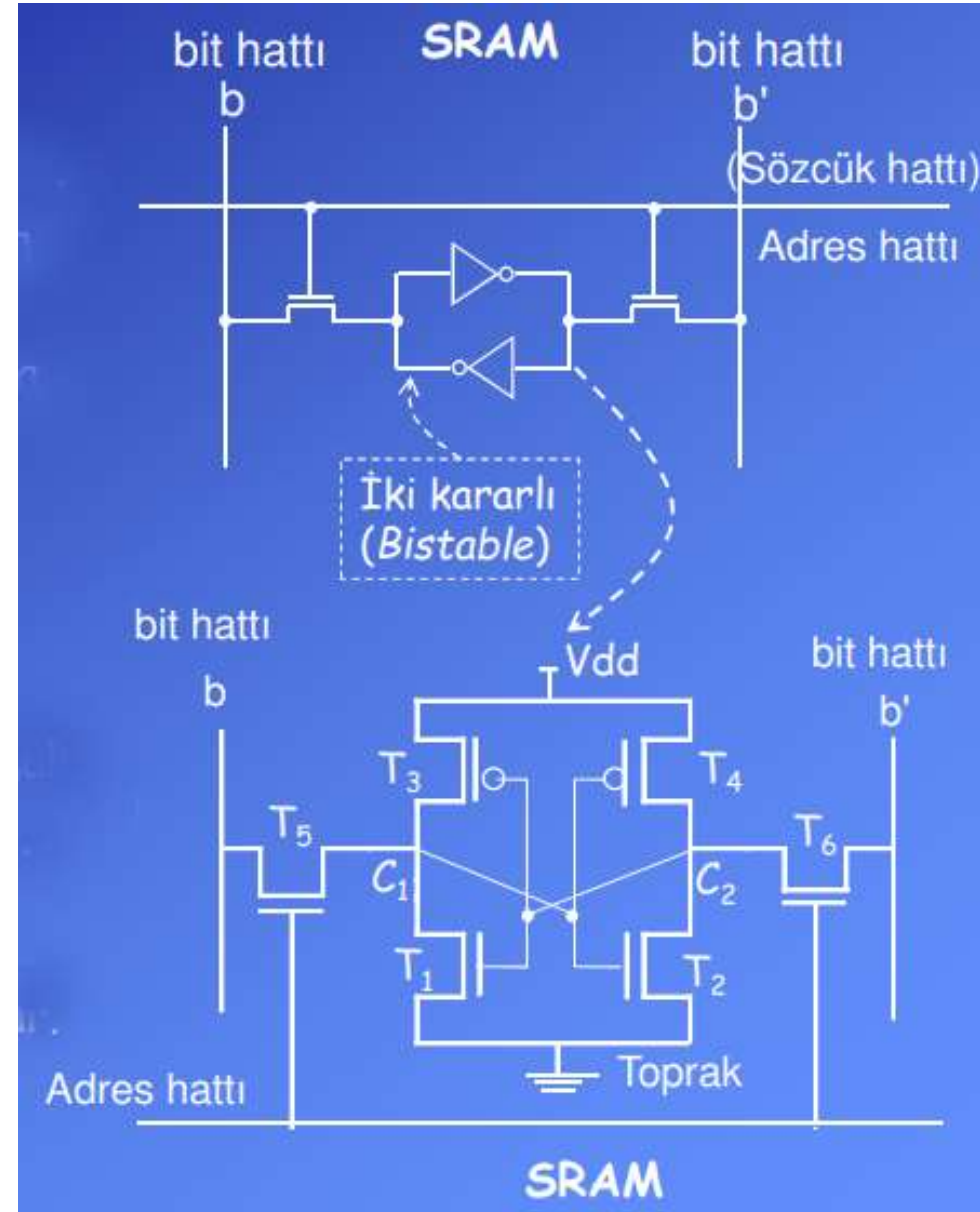 SRAM
bit hattı
b
bit hattı
b'
(Sözcük hattı)
Adres hattı
İki kararlı
(Bistable)
bit hattı
b
Vdd
bit hattı
b'
T3
T4
T5
T6
C1
C2
T1
T2
Toprak
Adres hattı
SRAM